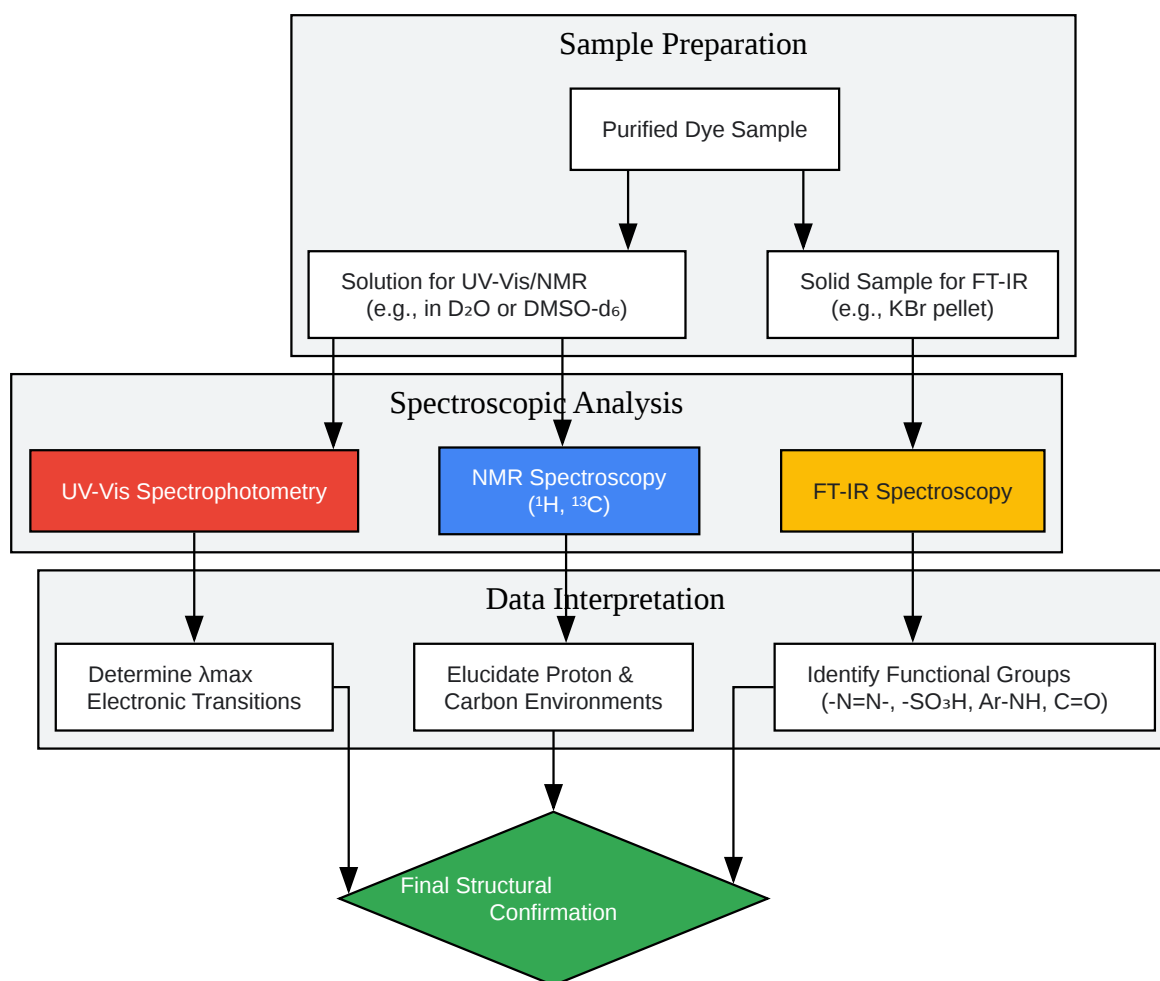 Sample Preparation
Purified Dye Sample
Solution for UV-Vis/NMR
(e.g., in D₂O or DMSO-d₆)
Solid Sample for FT-IR
(e.g., KBr pellet)
Spectroscopic Analysis
UV-Vis Spectrophotometry
NMR Spectroscopy
(¹H, ¹³C)
FT-IR Spectroscopy
Data Interpretation
Determine λmax
Electronic Transitions
Elucidate Proton &
Carbon Environments
Identify Functional Groups
(-N=N-, -SO₃H, Ar-NH, C=O)
Final Structural
Confirmation